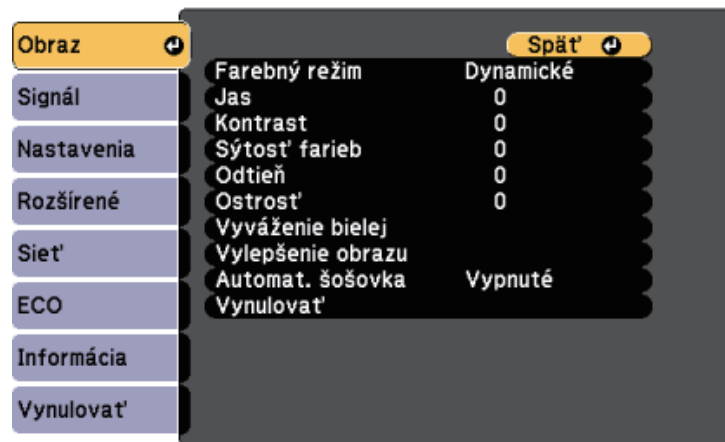 Obraz
Signál
Nastavenia
Rozšírené
Sieť
ECO
Informácia
Vynulovať
Späť
Farebný režim Dynamické
Jas 0
Kontrast 0
Sýtosť farieb 0
Odtieň 0
Ostrosť 0
Vyváženie bielej
Vylepšenie obrazu
Automat. šošovka Vypnuté
Vynulovať